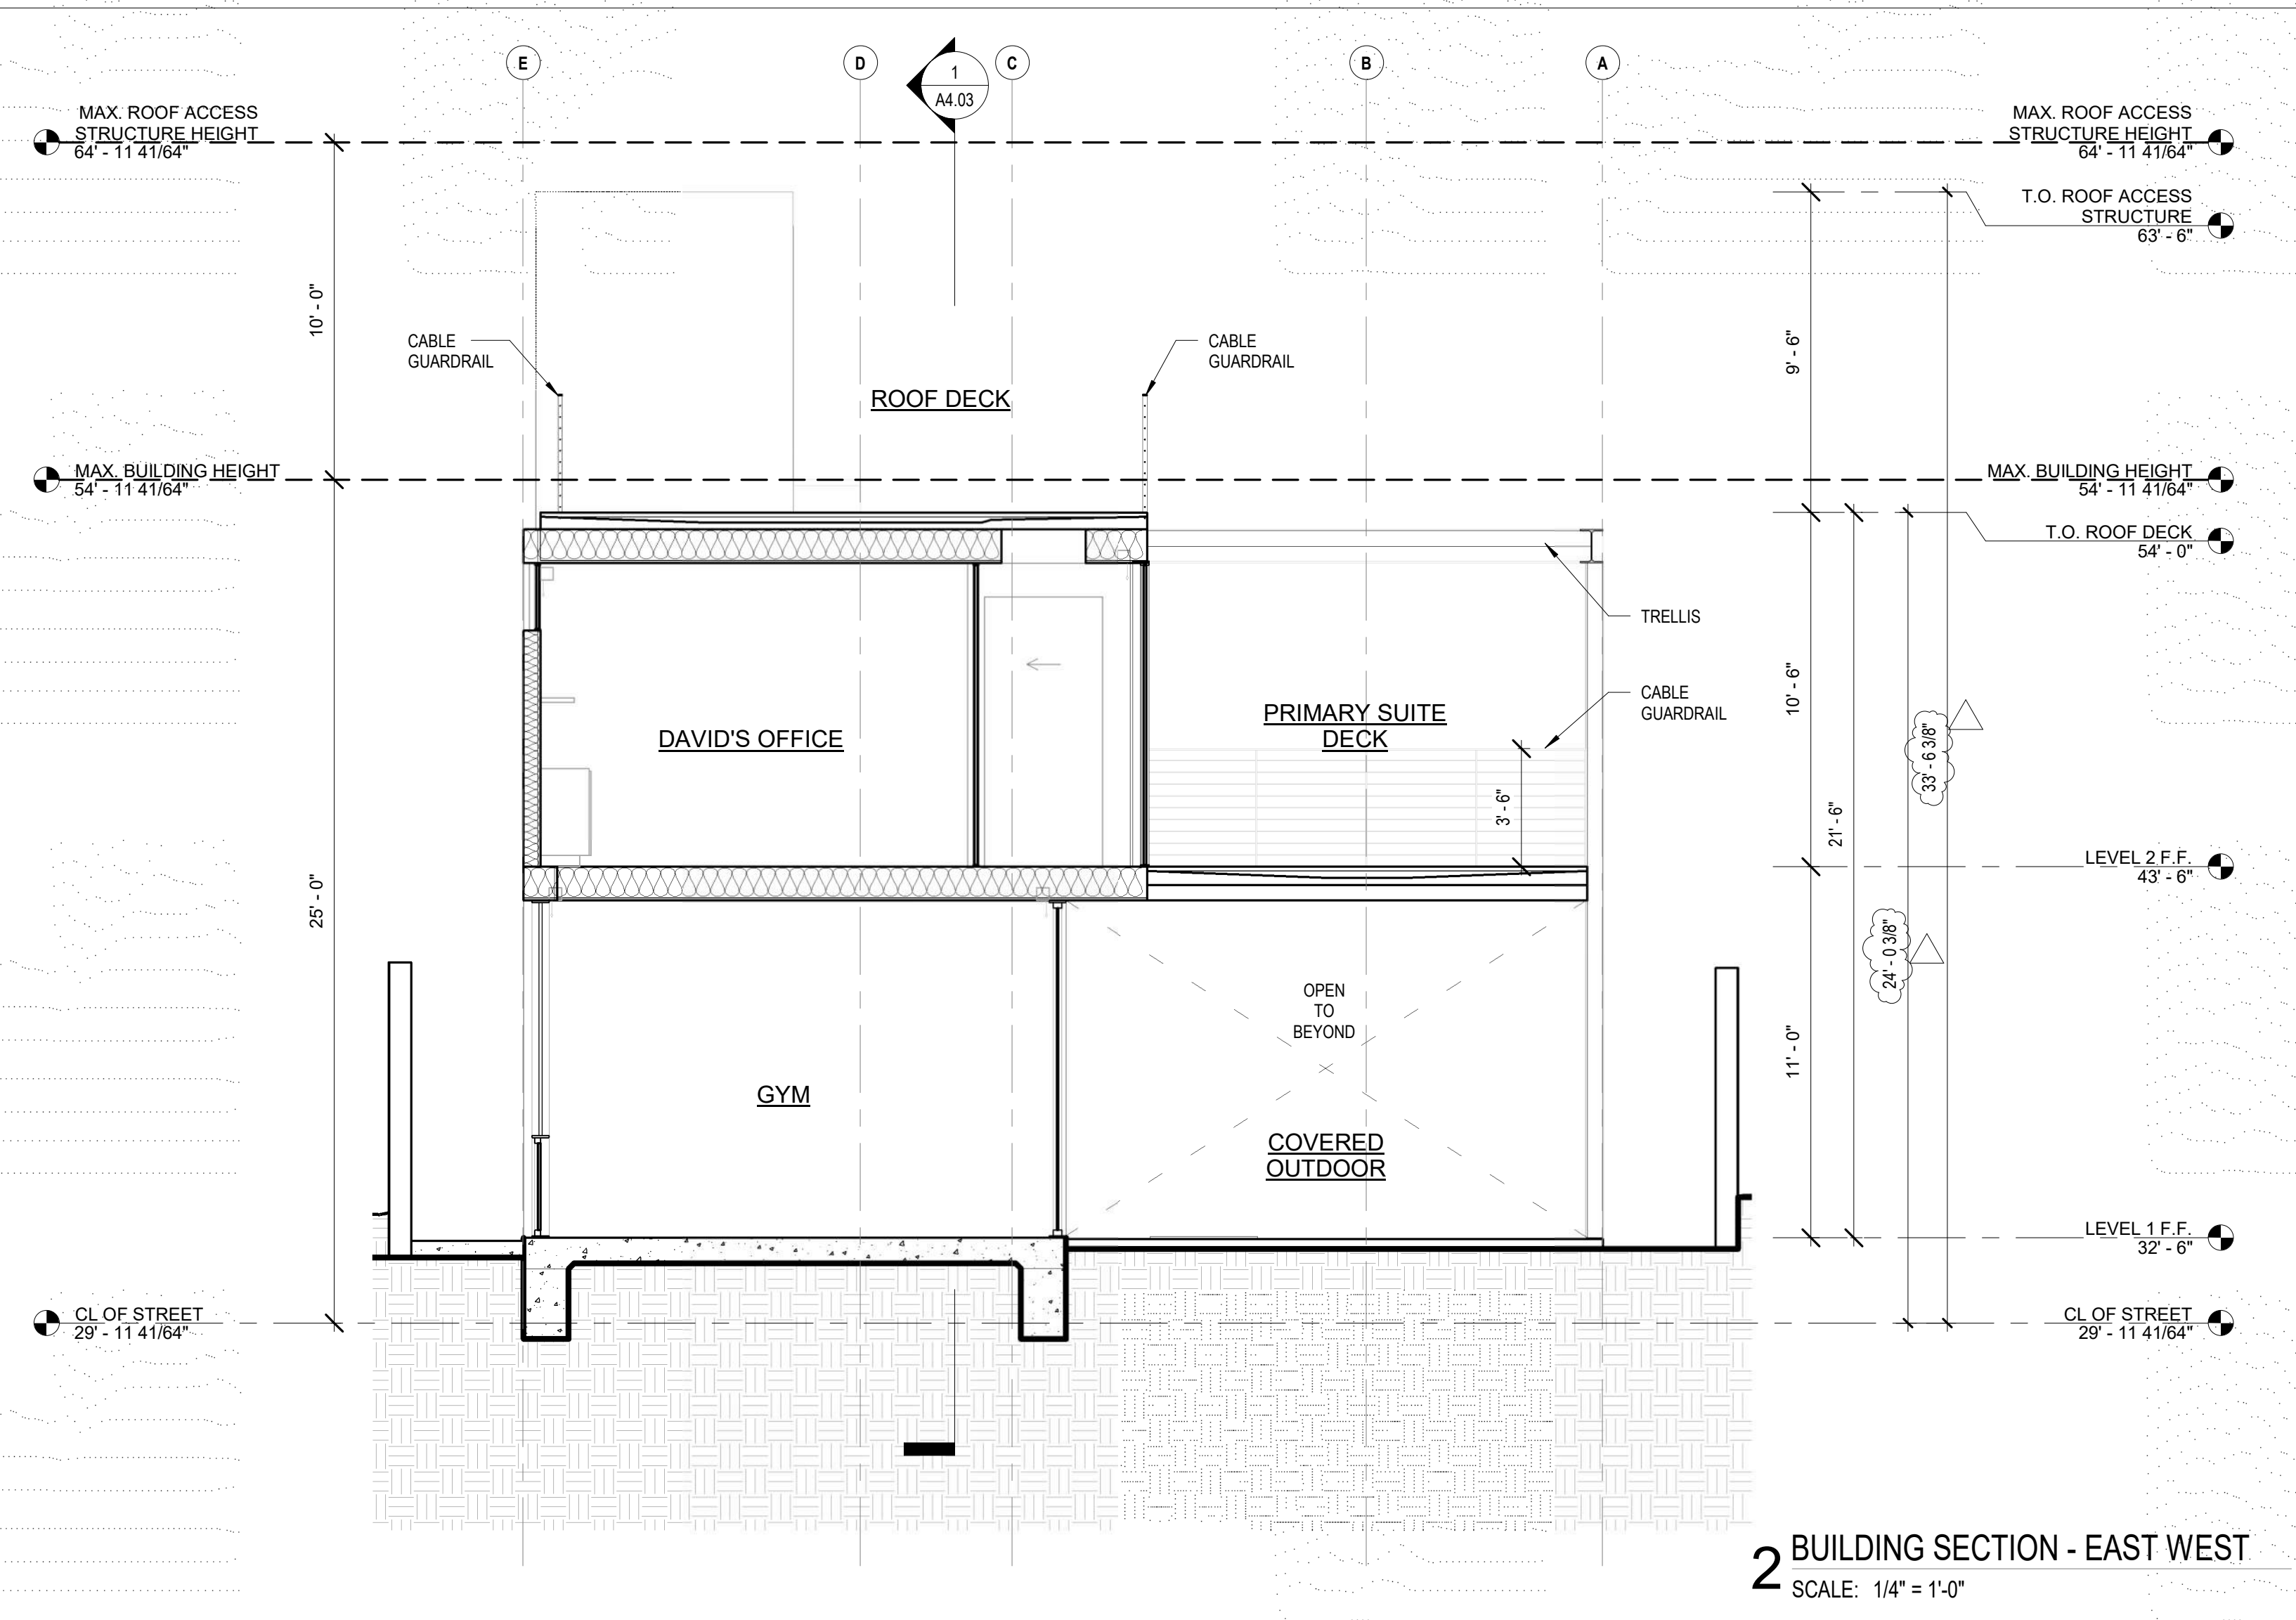 E
D
1
A4.03
C
B
A
MAX. ROOF ACCESS
STRUCTURE HEIGHT
64' - 11 41/64"
MAX. ROOF ACCESS
STRUCTURE HEIGHT
64' - 11 41/64"
T.O. ROOF ACCESS
STRUCTURE
63' - 6"
10' - 0"
CABLE
GUARDRAIL
CABLE
GUARDRAIL
9' - 6"
ROOF DECK
MAX. BUILDING HEIGHT
54' - 11 41/64"
MAX. BUILDING HEIGHT
54' - 11 41/64"
T.O. ROOF DECK
54' - 0"
TRELLIS
10' - 6"
CABLE
GUARDRAIL
DAVID'S OFFICE
PRIMARY SUITE
DECK
33' - 6 3/8"
3' - 6"
21' - 6"
LEVEL 2 F.F.
43' - 6"
25' - 0"
24' - 0 3/8"
OPEN
TO
BEYOND
11' - 0"
GYM
COVERED
OUTDOOR
LEVEL 1 F.F.
32' - 6"
CL OF STREET
29' - 11 41/64"
CL OF STREET
29' - 11 41/64"
2 BUILDING SECTION - EAST WEST
SCALE: 1/4" = 1'-0"